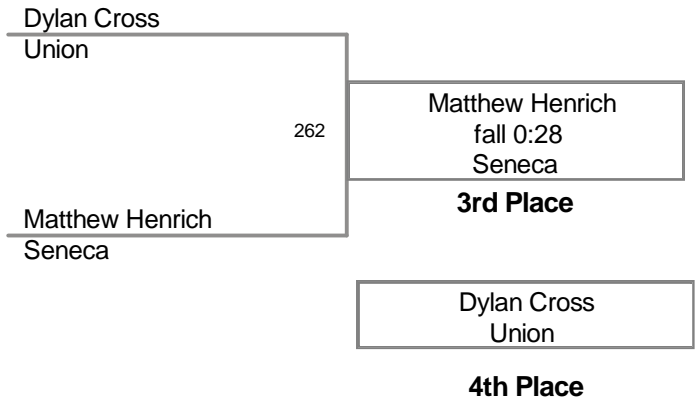 Dylan Cross
Union
262
Matthew Henrich
fall 0:28
Seneca
3rd Place
Matthew Henrich
Seneca
Dylan Cross
Union
4th Place